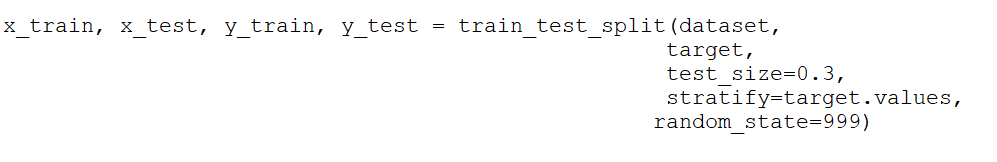 x_train, x_test, y_train, y_test = train_test_split(dataset,
target,
test_size=0.3,
stratify=target.values,
random_state=999)